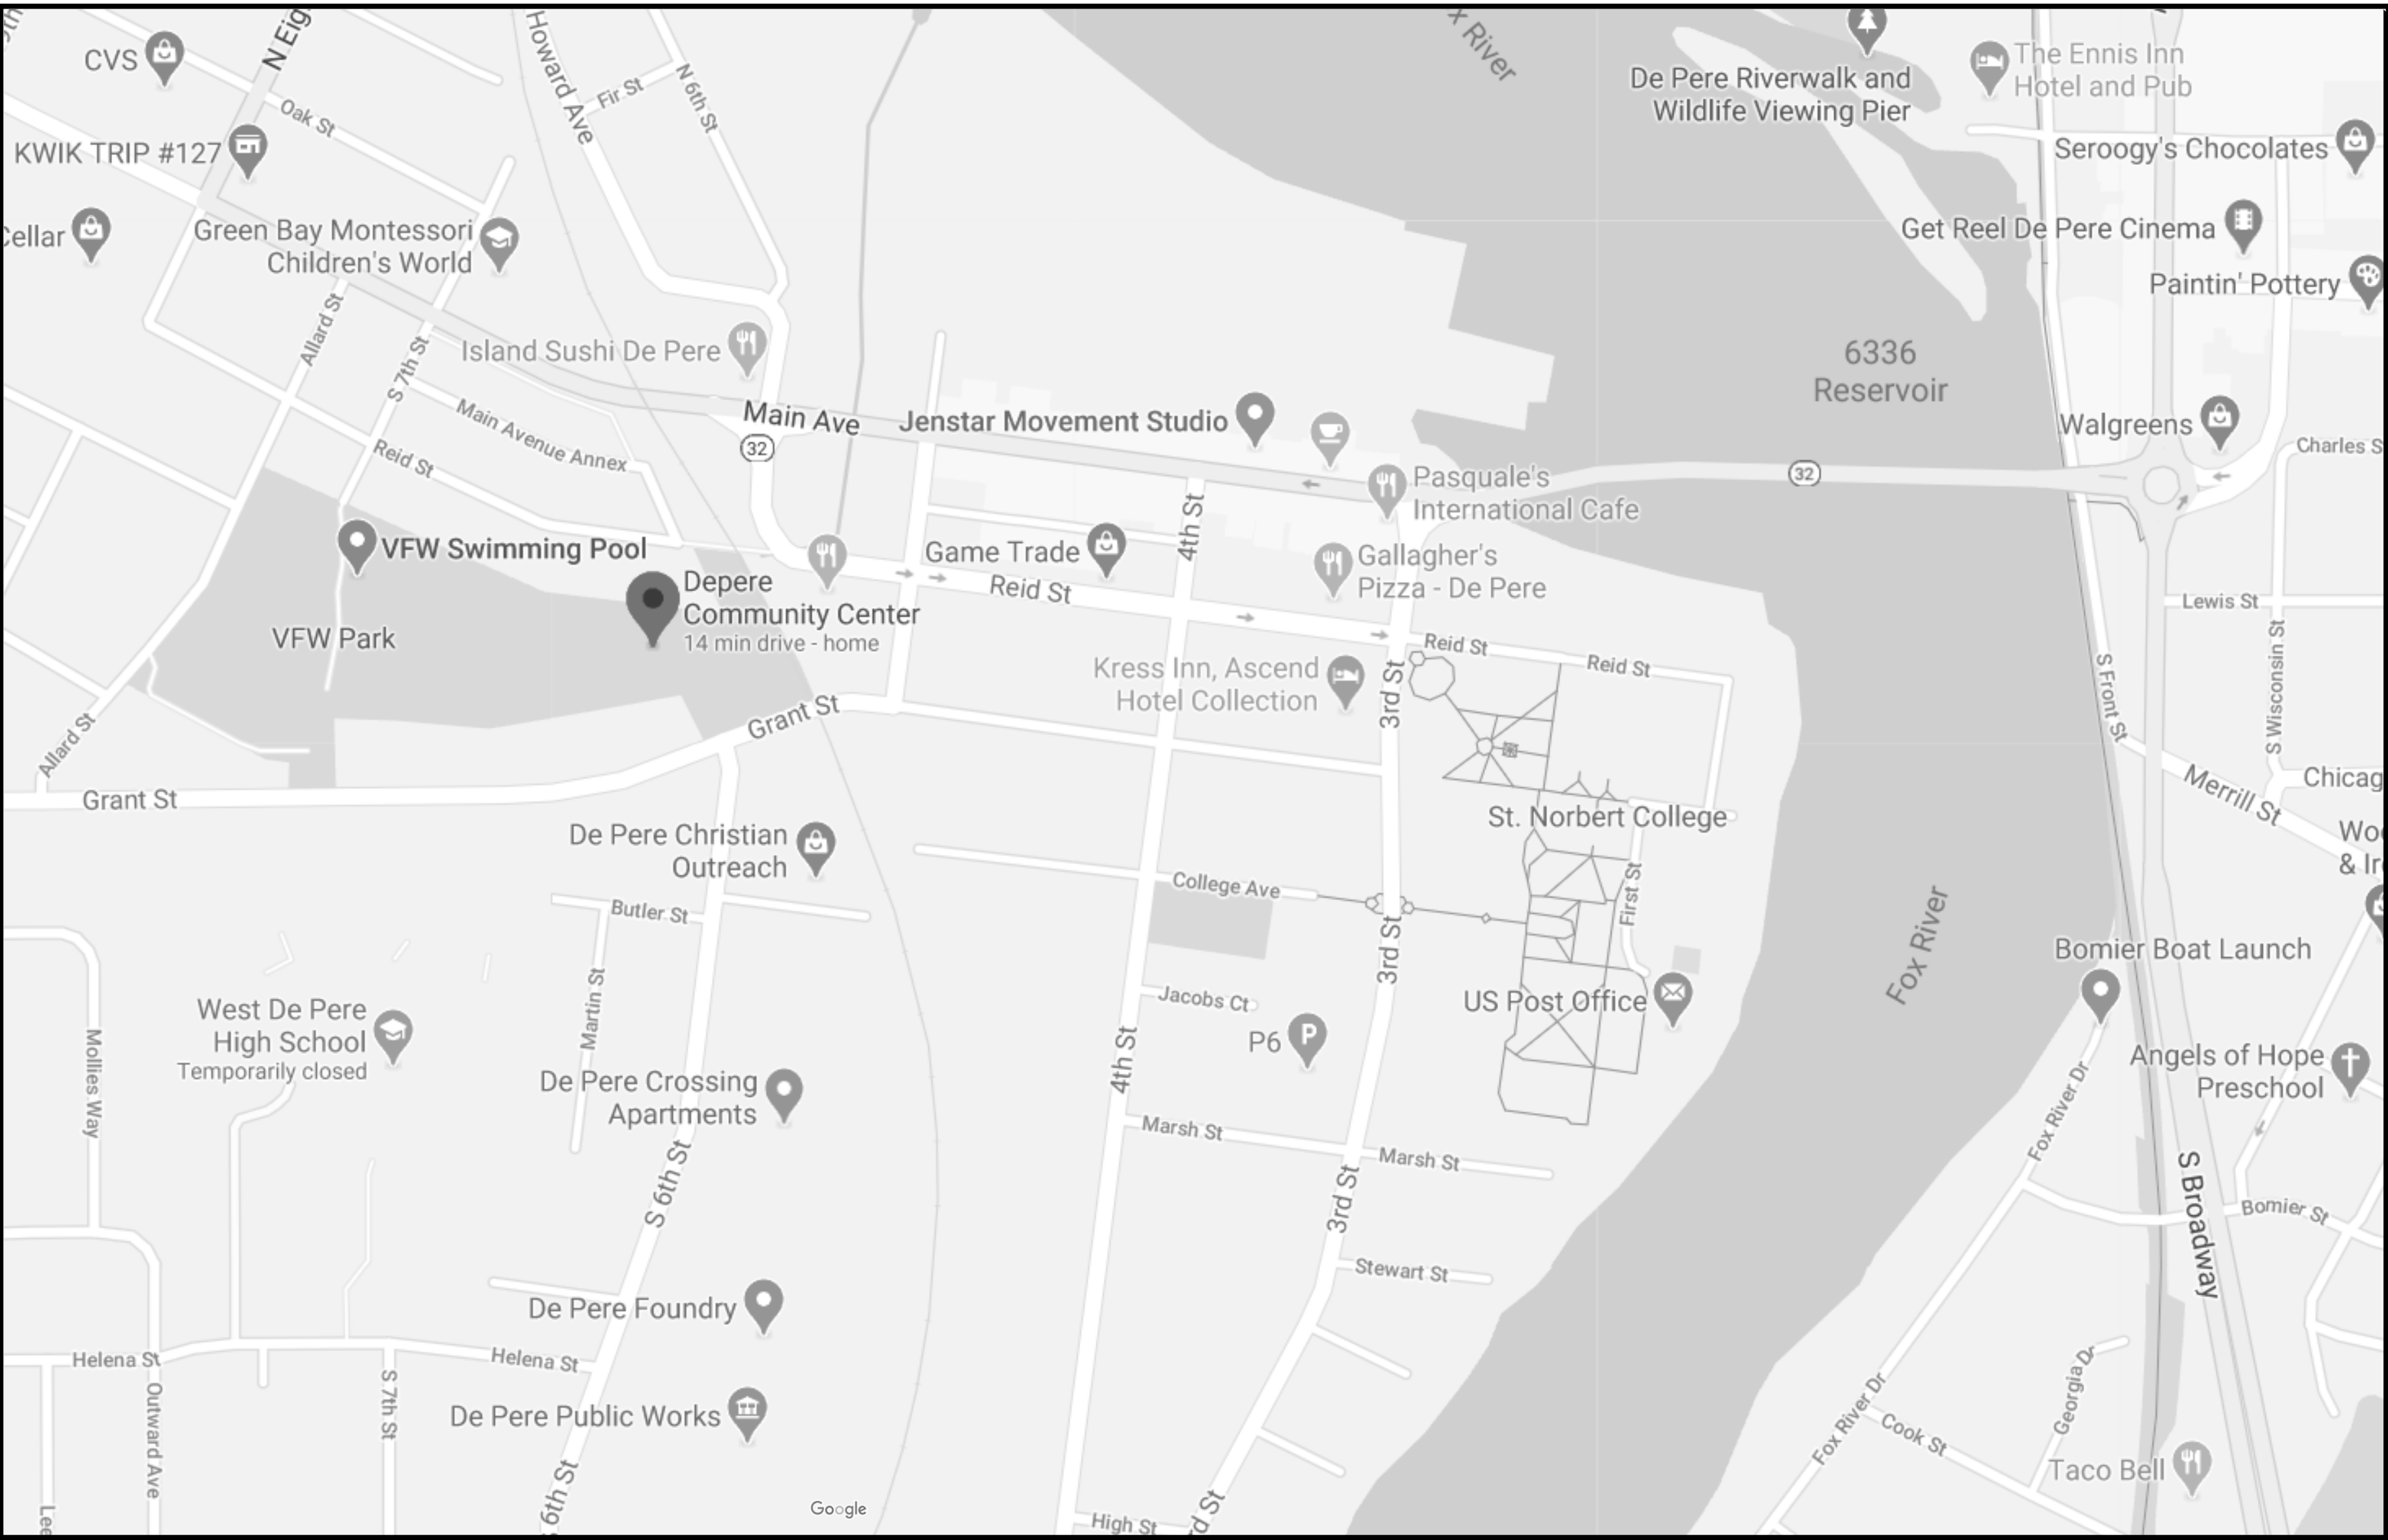 CVS
N Eig
Howard Ave
Fir St
N 6th St
x River
De Pere Riverwalk and
Wildlife Viewing Pier
The Ennis Inn
Hotel and Pub
Oak St
KWIK TRIP #127
Seroogy's Chocolates
Cellar
Green Bay Montessori
Children's World
Get Reel De Pere Cinema
Paintin' Pottery
Allard St
S 7th St
Island Sushi De Pere
6336
Reservoir
Main Ave
32
Jenstar Movement Studio
Walgreens
Charles S
Main Avenue Annex
Reid St
Pasquale's
International Cafe
32
4th St
VFW Swimming Pool
Game Trade
Gallagher's
Pizza - De Pere
Depere
Community Center
14 min drive - home
Reid St
Lewis St
VFW Park
Reid St
Reid St
Kress Inn, Ascend
Hotel Collection
3rd St
S Front St
S Wisconsin St
Grant St
Allard St
Grant St
Chicag
Merrill St
St. Norbert College
De Pere Christian
Outreach
Woo
& Iro
College Ave
First St
Butler St
3rd St
Fox River
Bomier Boat Launch
West De Pere
High School
Temporarily closed
Martin St
Jacobs Ct
US Post Office
P6
P
Mollies Way
4th St
De Pere Crossing
Apartments
Angels of Hope
Preschool
Fox River Dr
Marsh St
Marsh St
S 6th St
3rd St
S Broadway
Bomier St
Stewart St
De Pere Foundry
Helena St
Helena St
Outward Ave
S 7th St
De Pere Public Works
Georgia Dr
Fox River Dr
Cook St
Taco Bell
S 6th St
Google
Lee
High St
rd St